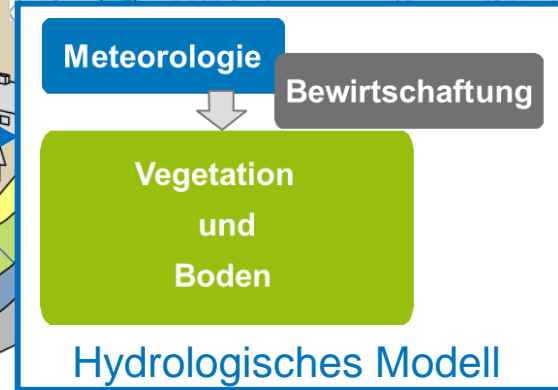 Meteorologie
Bewirtschaftung
Vegetation
und
Boden
Hydrologisches Modell